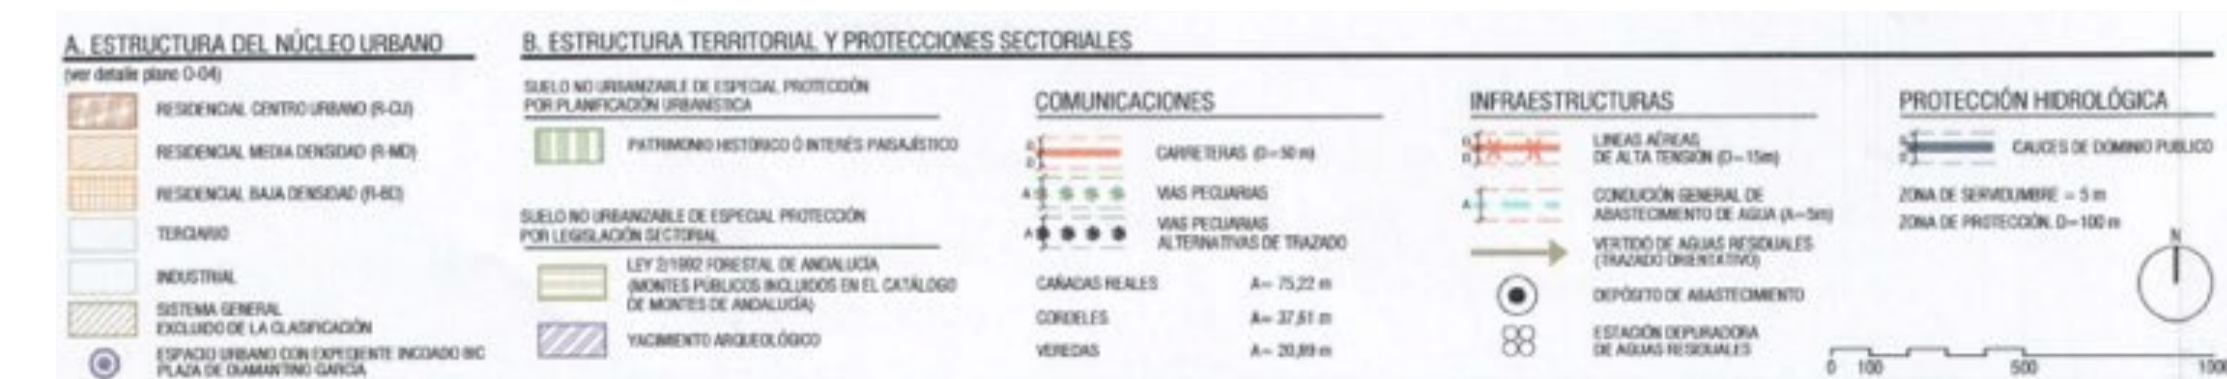 A. ESTRUCTURA DEL NÚCLEO URBANO
(ver detalle plano O-04)
RESIDENCIAL CENTRO URBANO (R-CU)
RESIDENCIAL MEDIA DENSIDAD (R-MD)
RESIDENCIAL BAJA DENSIDAD (R-BD)
TERCIARIO
INDUSTRIAL
SISTEMA GENERAL
EXCLUIDO DE LA CLASIFICACIÓN
ESPACIO URBANO CON EXPEDIENTE INCOADO BIC
PLAZA DE DIAMANTINO GARCÍA
B. ESTRUCTURA TERRITORIAL Y PROTECCIONES SECTORIALES
SUELO NO URBANIZABLE DE ESPECIAL PROTECCIÓN
POR PLANIFICACIÓN URBANÍSTICA
PATRIMONIO HISTÓRICO Ó INTERÉS PAISAJÍSTICO
SUELO NO URBANIZABLE DE ESPECIAL PROTECCIÓN
POR LEGISLACIÓN SECTORIAL
LEY 2/1992 FORESTAL DE ANDALUCÍA
(MONTES PÚBLICOS INCLUIDOS EN EL CATÁLOGO
DE MONTES DE ANDALUCÍA)
YACIMIENTO ARQUEOLÓGICO
COMUNICACIONES
D
D
CARRETERAS (D=50 m)
A
VIAS PECUARIAS
A
VIAS PECUARIAS
ALTERNATIVAS DE TRAZADO
CAÑADAS REALES A= 75,22 m
CORDELES A= 37,61 m
VEREDAS A= 20,89 m
INFRAESTRUCTURAS
D
D
LINEAS AÉREAS
DE ALTA TENSIÓN (D=15m)
A
CONDUCIÓN GENERAL DE
ABASTECIMIENTO DE AGUA (A=5m)
VERTIDO DE AGUAS RESIDUALES
(TRAZADO ORIENTATIVO)
DEPÓSITO DE ABASTECIMIENTO
ESTACIÓN DEPURADORA
DE AGUAS RESIDUALES
PROTECCIÓN HIDROLÓGICA
CAUCES DE DOMINIO PUBLICO
ZONA DE SERVIDUMBRE = 5 m
ZONA DE PROTECCIÓN. D=100 m
N
0 100 500 1000